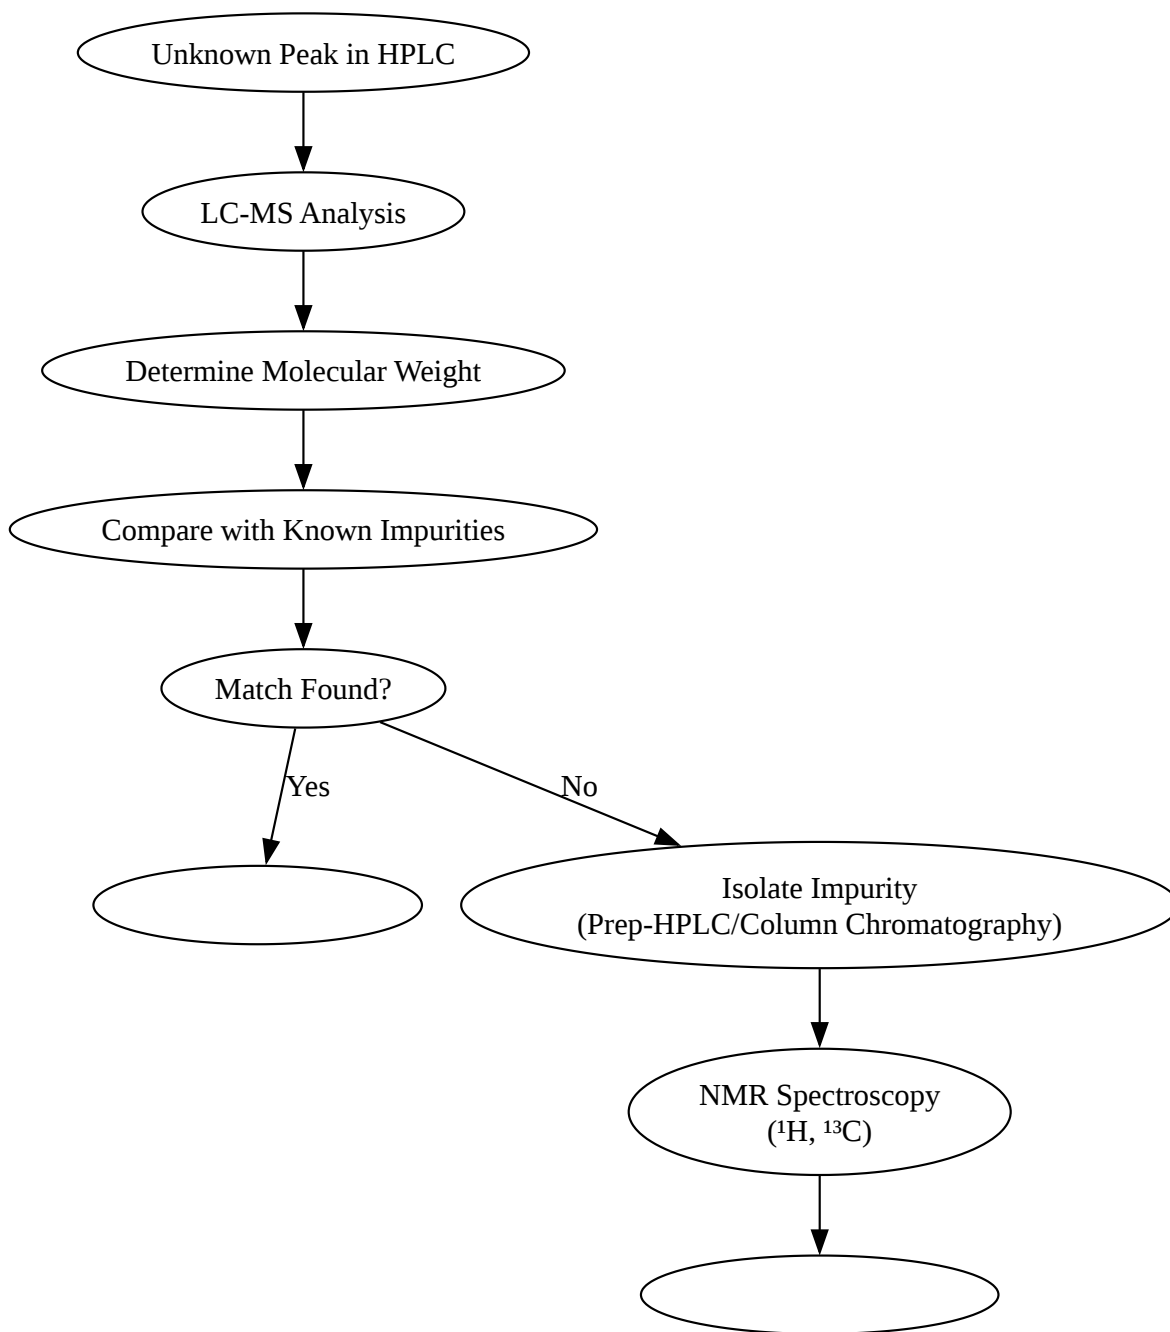 Unknown Peak in HPLC
LC-MS Analysis
Determine Molecular Weight
Compare with Known Impurities
Match Found?
Yes
No
Isolate Impurity
(Prep-HPLC/Column Chromatography)
NMR Spectroscopy
(¹H, ¹³C)